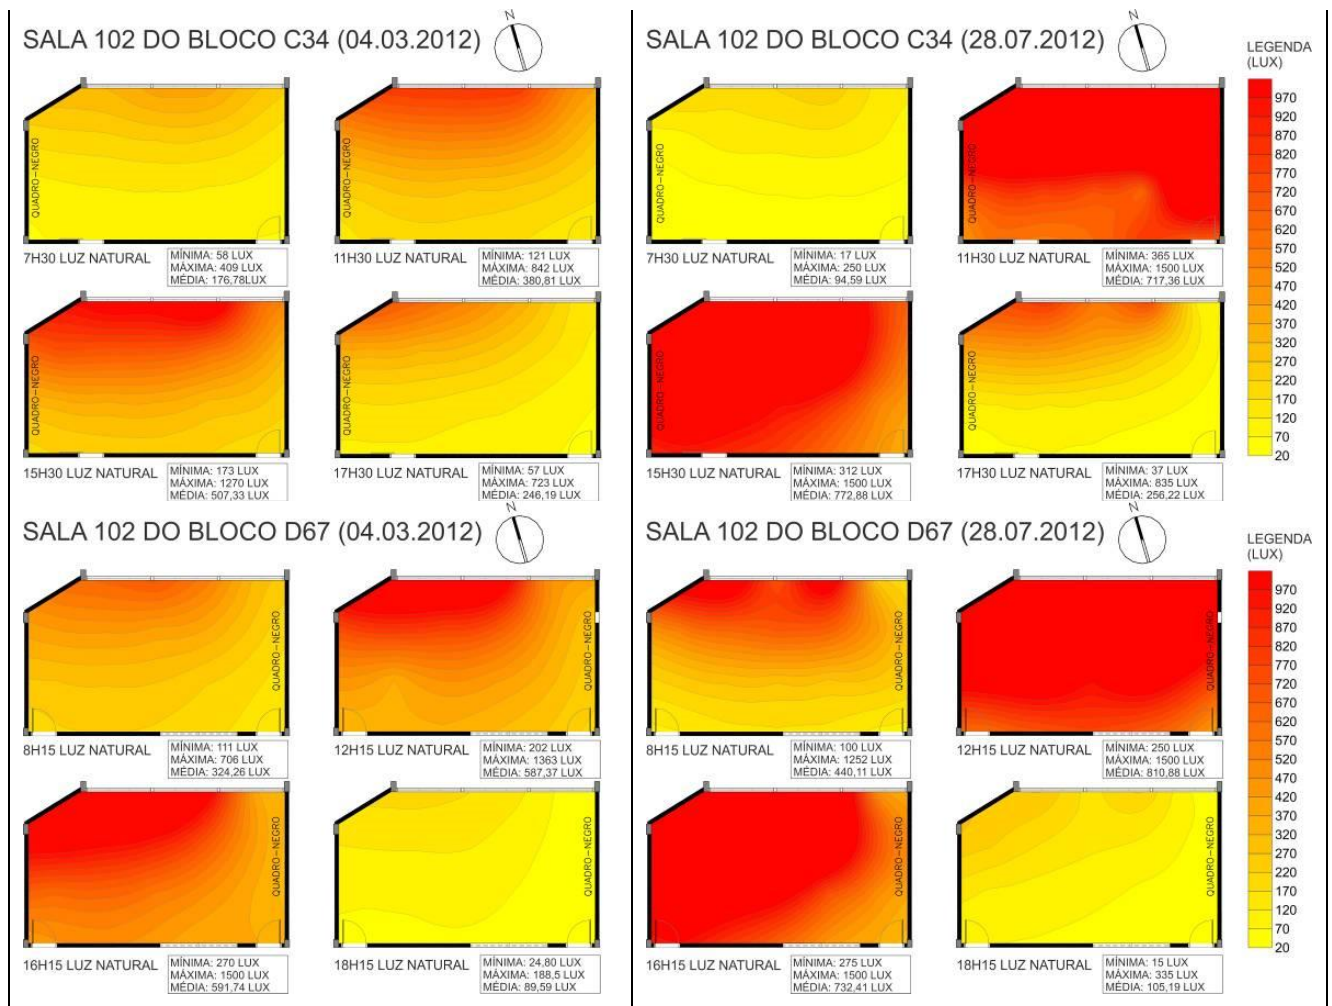 SALA 102 DO BLOCO C34 (04.03.2012)
N
QUADRO-NEGRO
7H30 LUZ NATURAL
MÍNIMA: 58 LUX
MÁXIMA: 409 LUX
MÉDIA: 176,78LUX
QUADRO-NEGRO
11H30 LUZ NATURAL
MÍNIMA: 121 LUX
MÁXIMA: 842 LUX
MÉDIA: 380,81 LUX
QUADRO-NEGRO
15H30 LUZ NATURAL
MÍNIMA: 173 LUX
MÁXIMA: 1270 LUX
MÉDIA: 507,33 LUX
QUADRO-NEGRO
17H30 LUZ NATURAL
MÍNIMA: 57 LUX
MÁXIMA: 723 LUX
MÉDIA: 246,19 LUX
SALA 102 DO BLOCO C34 (28.07.2012)
N
QUADRO-NEGRO
7H30 LUZ NATURAL
MÍNIMA: 17 LUX
MÁXIMA: 250 LUX
MÉDIA: 94,59 LUX
QUADRO-NEGRO
11H30 LUZ NATURAL
MÍNIMA: 365 LUX
MÁXIMA: 1500 LUX
MÉDIA: 717,36 LUX
QUADRO-NEGRO
15H30 LUZ NATURAL
MÍNIMA: 312 LUX
MÁXIMA: 1500 LUX
MÉDIA: 772,88 LUX
QUADRO-NEGRO
17H30 LUZ NATURAL
MÍNIMA: 37 LUX
MÁXIMA: 835 LUX
MÉDIA: 256,22 LUX
LEGENDA
(LUX)
970
920
870
820
770
720
670
620
570
520
470
420
370
320
270
220
170
120
70
20
SALA 102 DO BLOCO D67 (04.03.2012)
N
QUADRO-NEGRO
8H15 LUZ NATURAL
MÍNIMA: 111 LUX
MÁXIMA: 706 LUX
MÉDIA: 324,26 LUX
QUADRO-NEGRO
12H15 LUZ NATURAL
MÍNIMA: 202 LUX
MÁXIMA: 1363 LUX
MÉDIA: 587,37 LUX
QUADRO-NEGRO
16H15 LUZ NATURAL
MÍNIMA: 270 LUX
MÁXIMA: 1500 LUX
MÉDIA: 591,74 LUX
QUADRO-NEGRO
18H15 LUZ NATURAL
MÍNIMA: 24,80 LUX
MÁXIMA: 188,5 LUX
MÉDIA: 89,59 LUX
SALA 102 DO BLOCO D67 (28.07.2012)
N
QUADRO-NEGRO
8H15 LUZ NATURAL
MÍNIMA: 100 LUX
MÁXIMA: 1252 LUX
MÉDIA: 440,11 LUX
QUADRO-NEGRO
12H15 LUZ NATURAL
MÍNIMA: 250 LUX
MÁXIMA: 1500 LUX
MÉDIA: 810,88 LUX
QUADRO-NEGRO
16H15 LUZ NATURAL
MÍNIMA: 275 LUX
MÁXIMA: 1500 LUX
MÉDIA: 732,41 LUX
QUADRO-NEGRO
18H15 LUZ NATURAL
MÍNIMA: 15 LUX
MÁXIMA: 335 LUX
MÉDIA: 105,19 LUX
LEGENDA
(LUX)
970
920
870
820
770
720
670
620
570
520
470
420
370
320
270
220
170
120
70
20